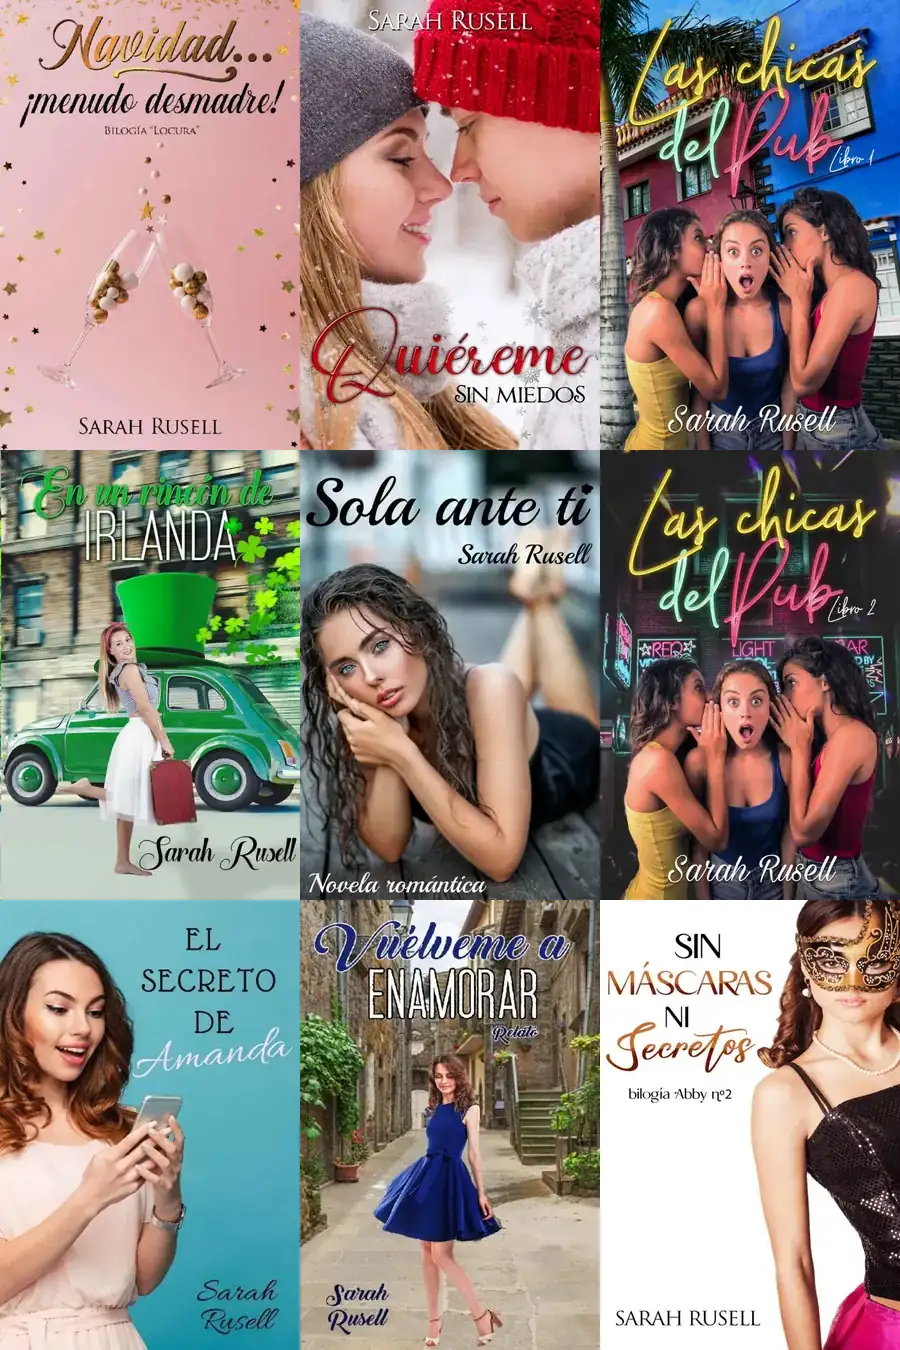 Navidad...
¡menudo desmadre!
Bilogía "Locura"
Sarah Rusell
Sarah Rusell
Quiéreme
Sin miedos
Las chicas
del Pub
Libro 1
Sarah Rusell
En un rincón de
IRLANDA
Sarah Rusell
Sola ante ti
Sarah Rusell
Novela romántica
Las chicas
del Pub
Libro 2
RED
LIGHT
BAR
Sarah Rusell
EL
SECRETO
DE
Amanda
Sarah
Rusell
Vuélveme a
ENAMORAR
Relato
Sarah
Rusell
SIN
MÁSCARAS
NI
Secretos
bilogía Abby nº2
SARAH RUSELL